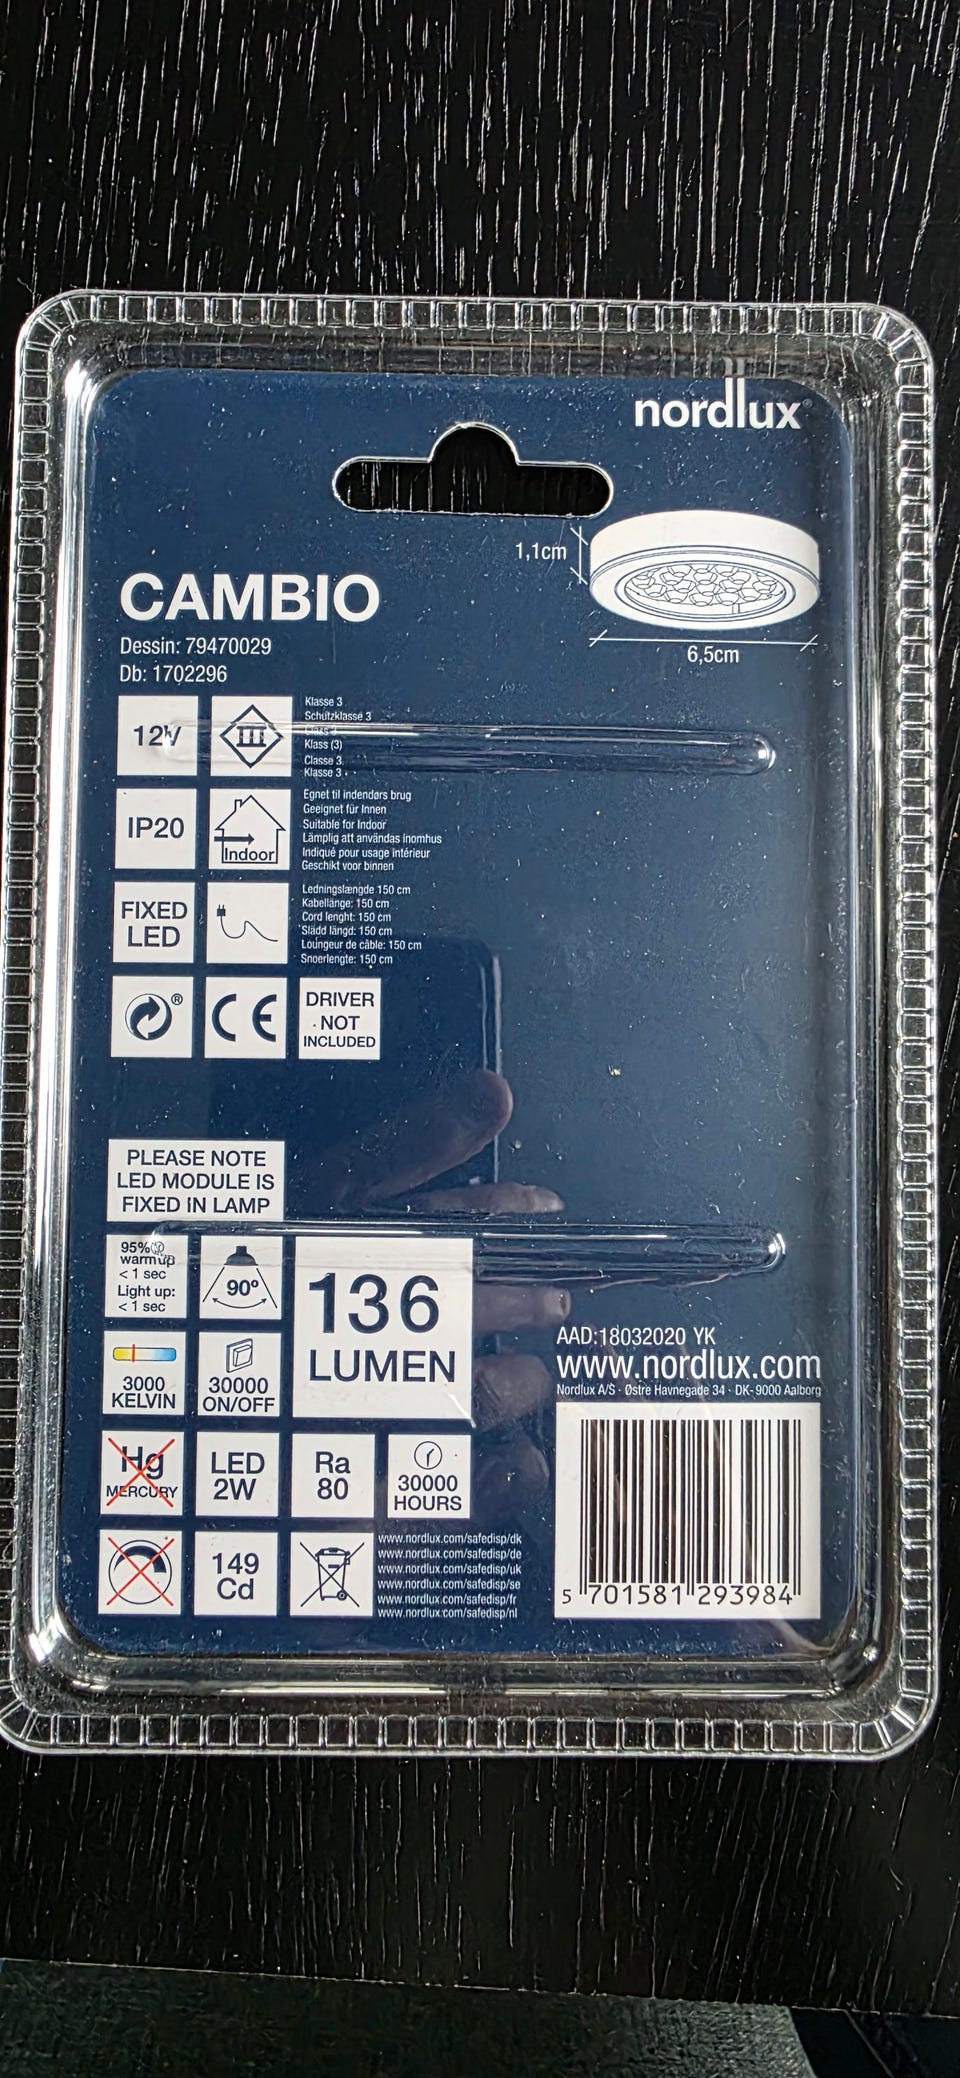 nordlux®
1,1cm
6,5cm
CAMBIO
Dessin: 79470029
Db: 1702296
12V
III
Klasse 3
Schutzklasse 3
Klass (3)
Classe 3
Klasse 3
IP20
Indoor
Egnet til indendørs brug
Geeignet für Innen
Suitable for Indoor
Lämplig att användas inomhus
Indiqué pour usage intérieur
Geschikt voor binnen
FIXED
LED
Ledningslængde 150 cm
Kabellänge: 150 cm
Cord lenght: 150 cm
Sladd längd: 150 cm
Loungeur de câble: 150 cm
Snoerlengte: 150 cm
®
CE
DRIVER
NOT
INCLUDED
PLEASE NOTE
LED MODULE IS
FIXED IN LAMP
95%
warm up
< 1 sec
Light up:
< 1 sec
90º
136
LUMEN
3000
KELVIN
30000
ON/OFF
Hg
MERCURY
LED
2W
Ra
80
30000
HOURS
149
Cd
www.nordlux.com/safedisp/dk
www.nordlux.com/safedisp/de
www.nordlux.com/safedisp/uk
www.nordlux.com/safedisp/se
www.nordlux.com/safedisp/fr
www.nordlux.com/safedisp/nl
AAD:18032020 YK
www.nordlux.com
Nordlux A/S · Østre Havnegade 34 · DK-9000 Aalborg
5 701581 293984